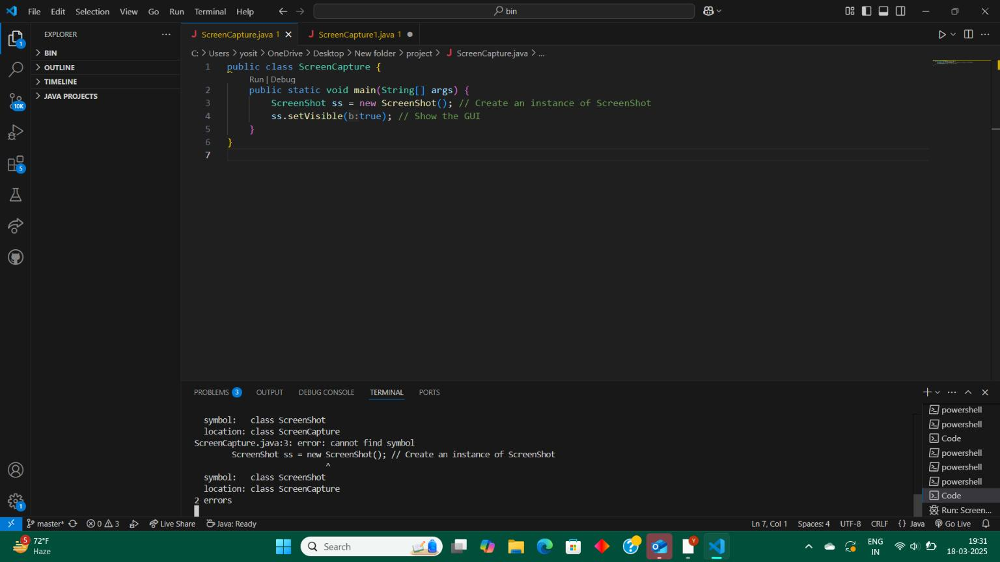 File Edit Selection View Go Run Terminal Help
bin
EXPLORER
1
BIN
OUTLINE
TIMELINE
JAVA PROJECTS
10K
5
1
ScreenCapture.java 1
ScreenCapture1.java 1
C: > Users > yosit > OneDrive > Desktop > New folder > project > J ScreenCapture.java > ...
1 public class ScreenCapture {
Run | Debug
2 public static void main(String[] args) {
3 ScreenShot ss = new ScreenShot(); // Create an instance of ScreenShot
4 ss.setVisible(b:true); // Show the GUI
5 }
6 }
7
PROBLEMS 3 OUTPUT DEBUG CONSOLE TERMINAL PORTS
symbol: class ScreenShot
location: class ScreenCapture
ScreenCapture.java:3: error: cannot find symbol
ScreenShot ss = new ScreenShot(); // Create an instance of ScreenShot
^
symbol: class ScreenShot
location: class ScreenCapture
2 errors
powershell
powershell
Code
powershell
powershell
powershell
Code
Run: Screen...
master* 0 3 Live Share Java: Ready
Ln 7, Col 1 Spaces: 4 UTF-8 CRLF {} Java Go Live
5
72°F
Haze
Search
Y
ENG
IN
19:31
18-03-2025